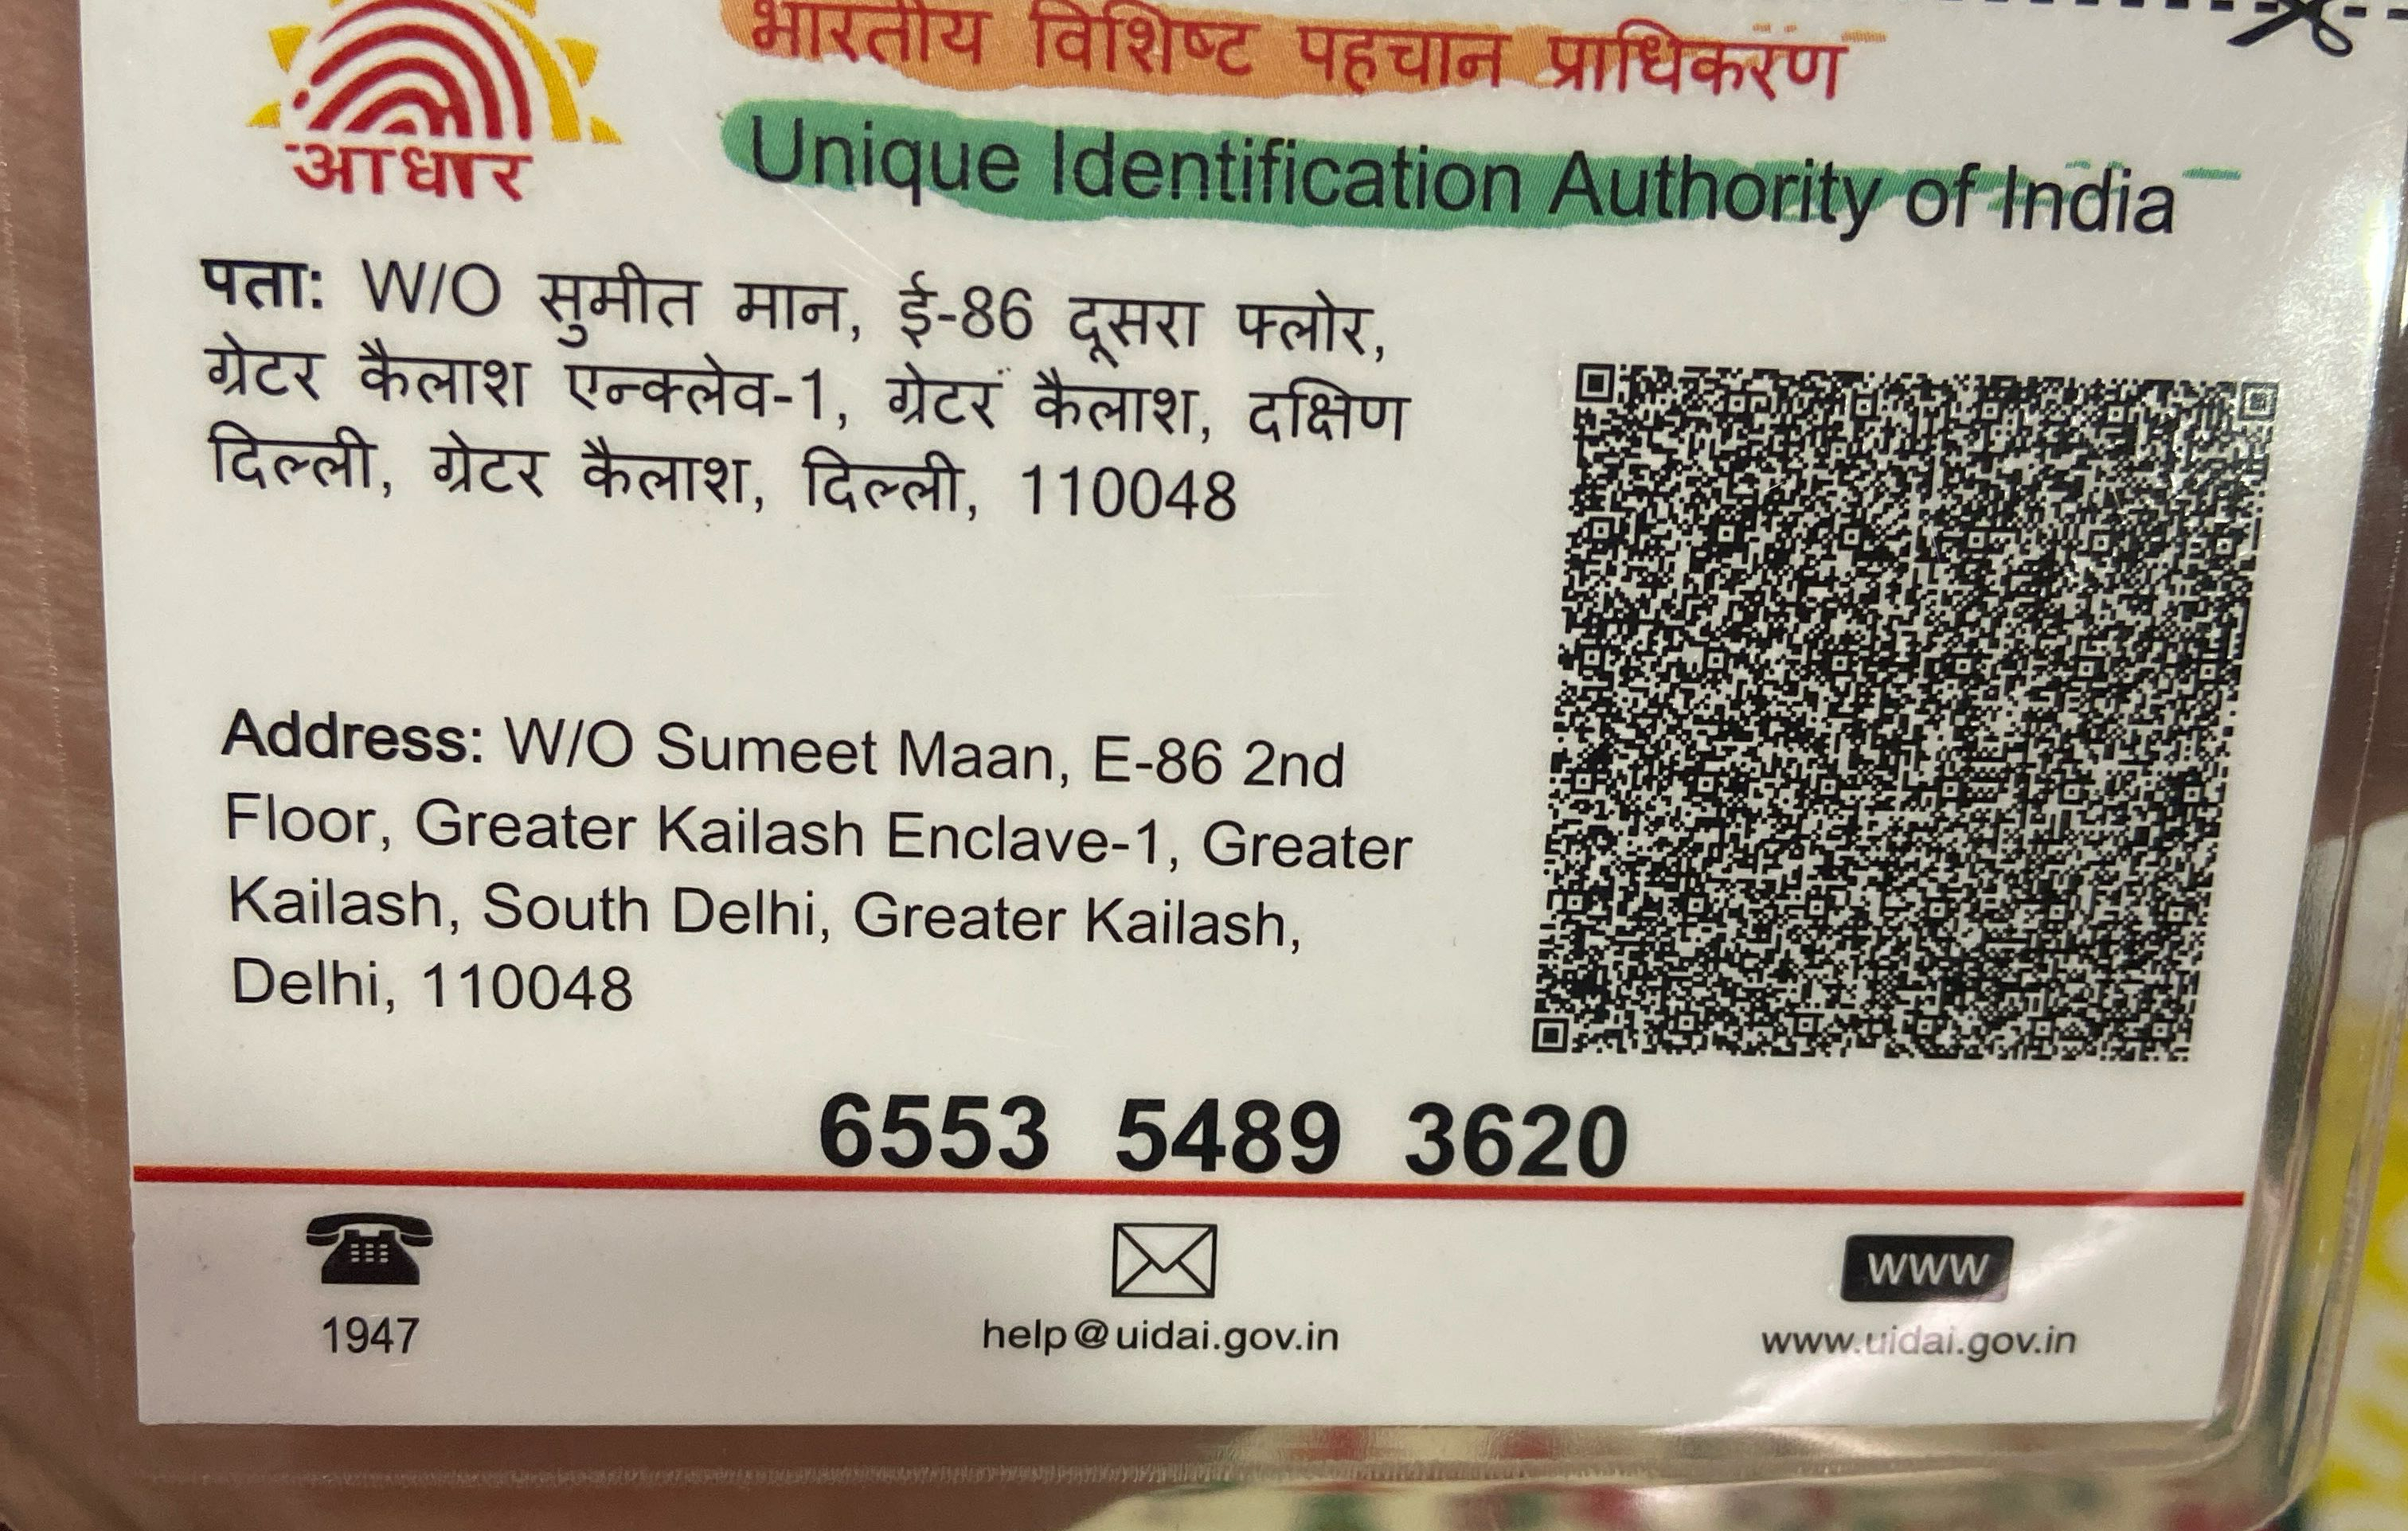 भारतीय विशिष्ट पहचान प्राधिकरण
आधार
Unique Identification Authority of India
पता: W/O सुमीत मान, ई-86 दूसरा फ्लोर,
ग्रेटर कैलाश एन्क्लेव-1, ग्रेटर कैलाश, दक्षिण
दिल्ली, ग्रेटर कैलाश, दिल्ली, 110048
Address: W/O Sumeet Maan, E-86 2nd
Floor, Greater Kailash Enclave-1, Greater
Kailash, South Delhi, Greater Kailash,
Delhi, 110048
6553 5489 3620
www
1947
help@uidai.gov.in
www.uidai.gov.in